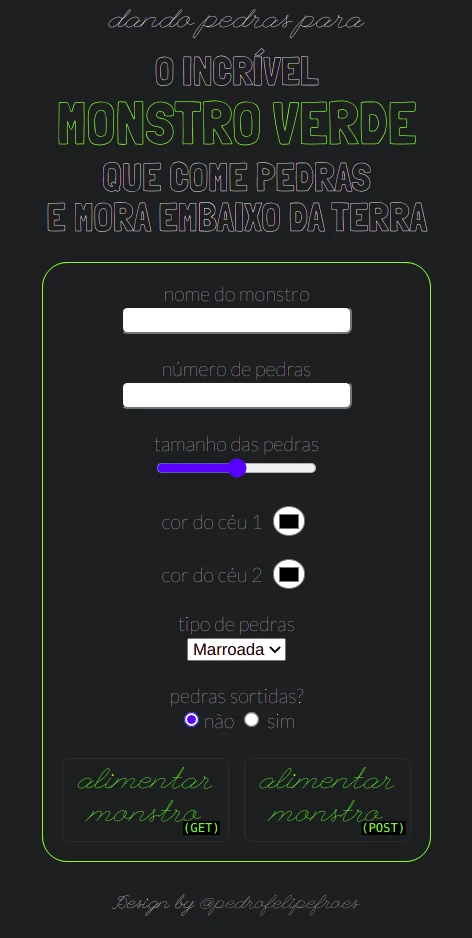 dando pedras para
O INCRÍVEL
MONSTRO VERDE
QUE COME PEDRAS
E MORA EMBAIXO DA TERRA
nome do monstro
número de pedras
tamanho das pedras
cor do céu 1
cor do céu 2
tipo de pedras
Marroada
pedras sortidas?
não sim
alimentar monstro (GET)
alimentar monstro (POST)
Design by @pedrofelipefroes